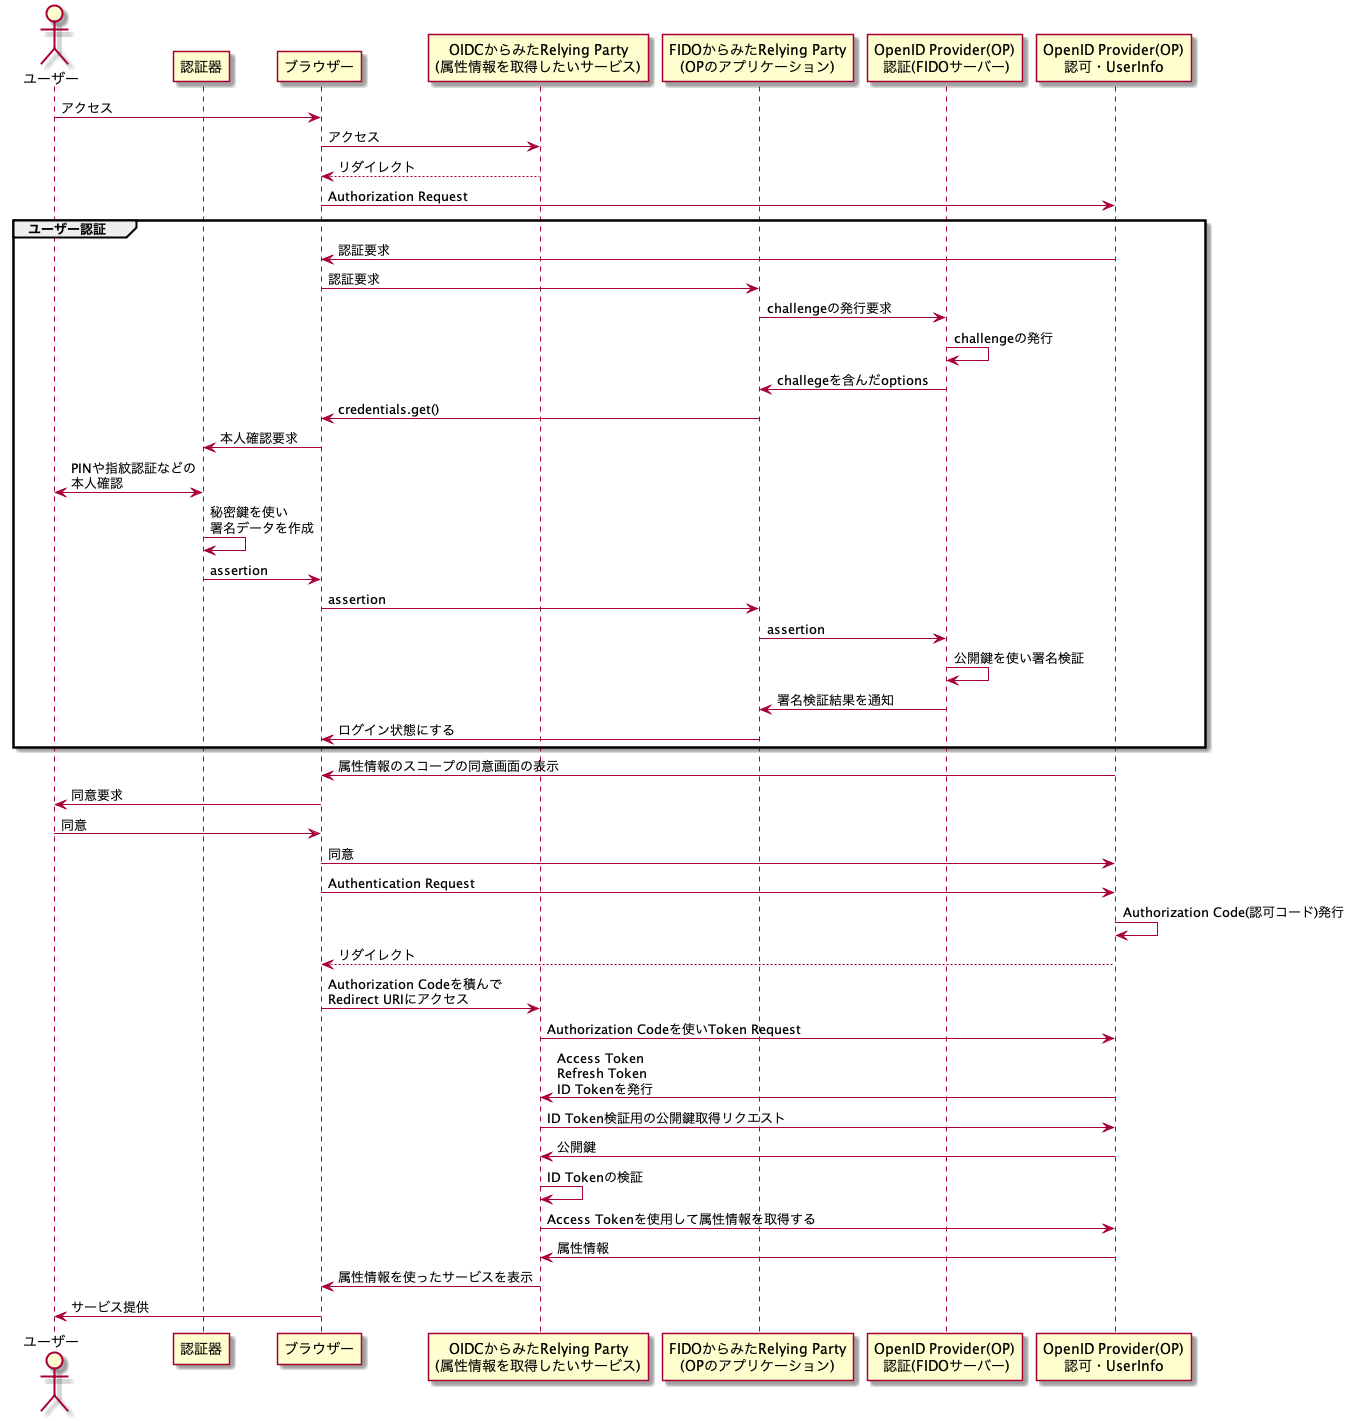 ユーザー
認証器
ブラウザー
OIDCからみたRelying Party
(属性情報を取得したいサービス)
FIDOからみたRelying Party
(OPのアプリケーション)
OpenID Provider(OP)
認証(FIDOサーバー)
OpenID Provider(OP)
認可・UserInfo
アクセス
アクセス
リダイレクト
Authorization Request
ユーザー認証
認証要求
認証要求
challengeの発行要求
challengeの発行
challegeを含んだoptions
credentials.get()
本人確認要求
PINや指紋認証などの
本人確認
秘密鍵を使い
署名データを作成
assertion
assertion
assertion
公開鍵を使い署名検証
署名検証結果を通知
ログイン状態にする
属性情報のスコープの同意画面の表示
同意要求
同意
同意
Authentication Request
Authorization Code(認可コード)発行
リダイレクト
Authorization Codeを積んで
Redirect URIにアクセス
Authorization Codeを使いToken Request
Access Token
Refresh Token
ID Tokenを発行
ID Token検証用の公開鍵取得リクエスト
公開鍵
ID Tokenの検証
Access Tokenを使用して属性情報を取得する
属性情報
属性情報を使ったサービスを表示
サービス提供
ユーザー
認証器
ブラウザー
OIDCからみたRelying Party
(属性情報を取得したいサービス)
FIDOからみたRelying Party
(OPのアプリケーション)
OpenID Provider(OP)
認証(FIDOサーバー)
OpenID Provider(OP)
認可・UserInfo